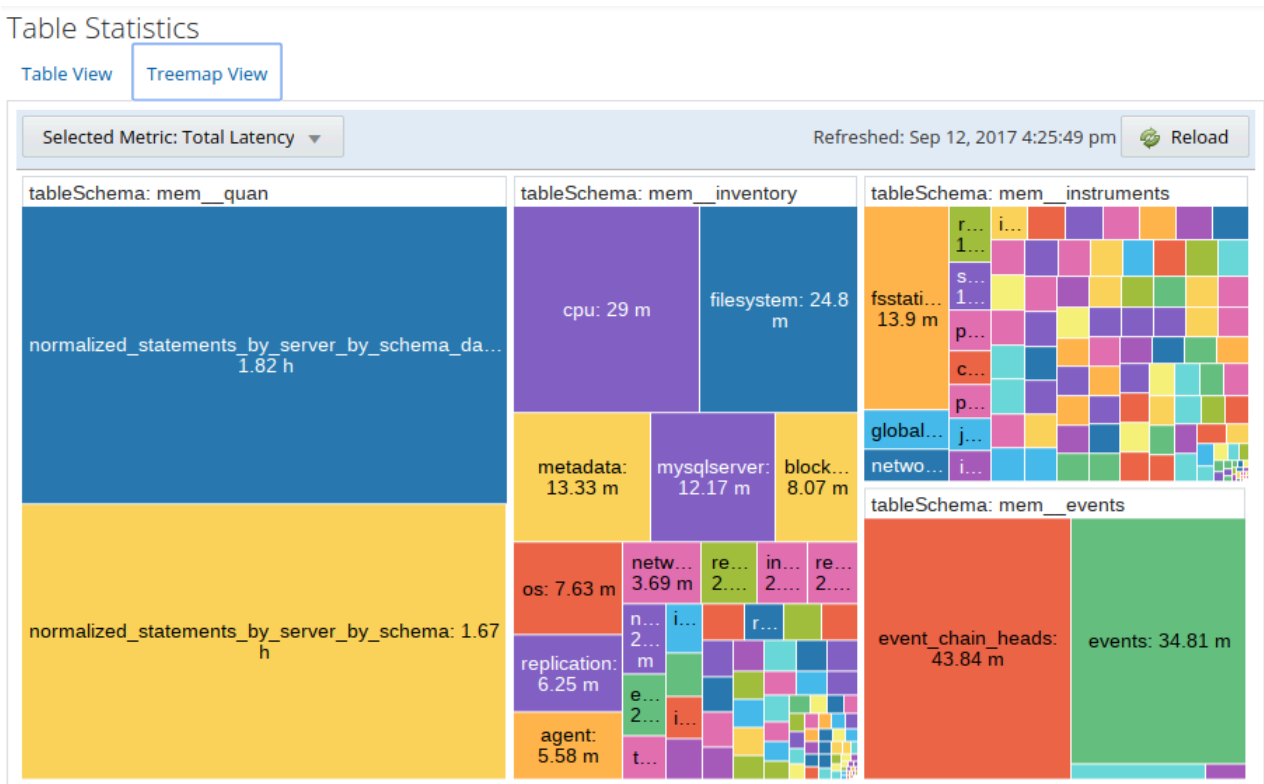 Table Statistics
Table View
Treemap View
Selected Metric: Total Latency
Refreshed: Sep 12, 2017 4:25:49 pm
Reload
tableSchema: mem__quan
normalized_statements_by_server_by_schema_da...
1.82 h
normalized_statements_by_server_by_schema: 1.67
h
tableSchema: mem__inventory
cpu: 29 m
filesystem: 24.8
m
metadata:
13.33 m
mysqlserver:
12.17 m
block...
8.07 m
os: 7.63 m
netw...
3.69 m
re...
2....
in...
2....
re...
2....
replication:
6.25 m
n...
2...
m
i...
r...
e...
2...
i...
agent:
5.58 m
t...
tableSchema: mem__instruments
fsstati...
13.9 m
r...
1...
i...
s...
1...
p...
c...
p...
global...
j...
netwo...
i...
tableSchema: mem__events
event_chain_heads:
43.84 m
events: 34.81 m